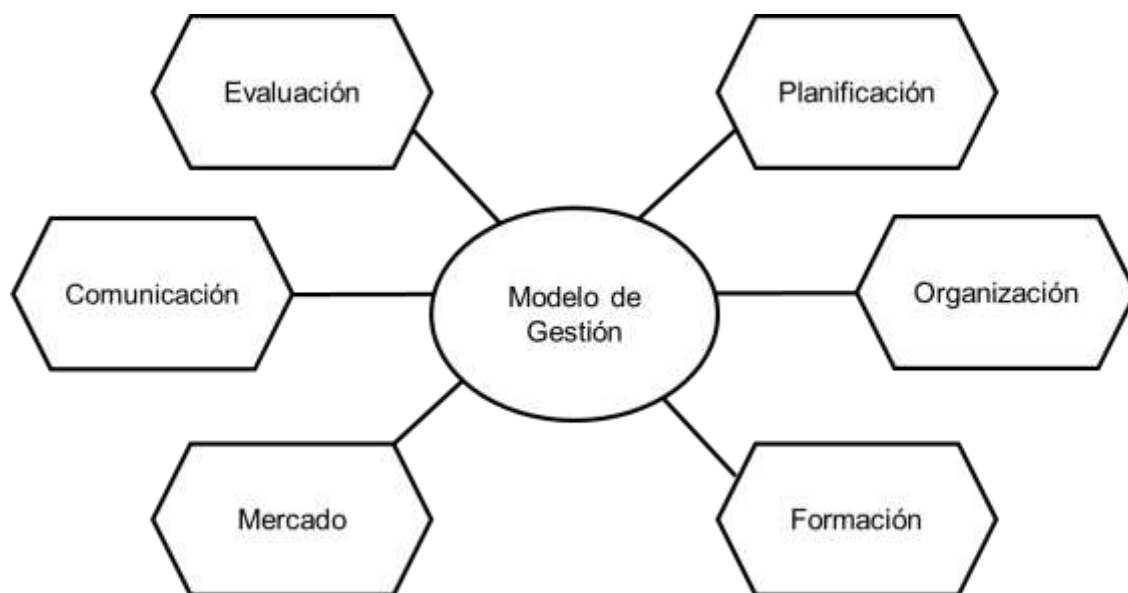 Evaluación
Planificación
Comunicación
Modelo de
Gestión
Organización
Mercado
Formación